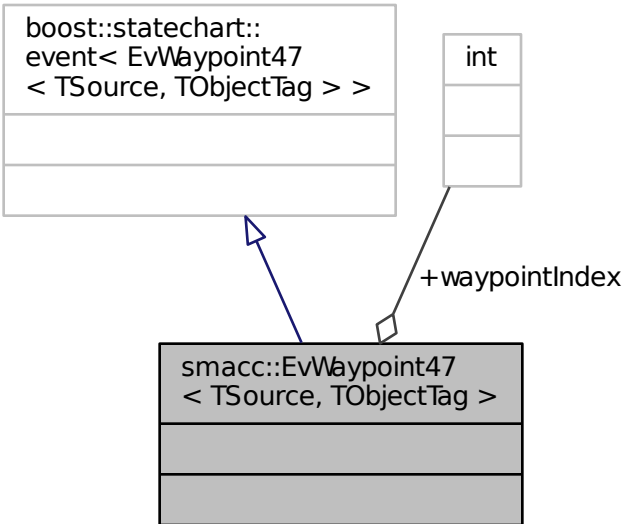 boost::statechart::
event< EvWaypoint47
< TSource, TObjectTag > >
int
+waypointIndex
smacc::EvWaypoint47
< TSource, TObjectTag >